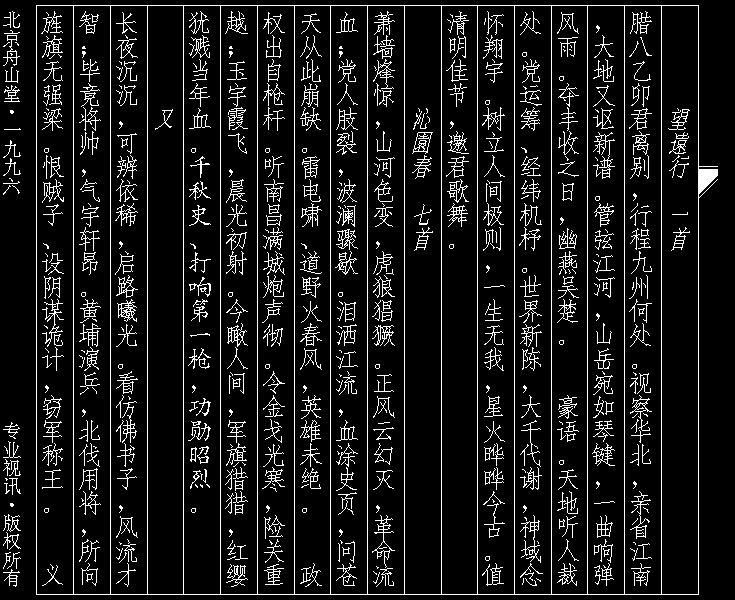 望遠行　一首
腊八乙卯君离别，行程九州何处。视察华北，亲省江南
，大地又讴新谱。管弦江河，山岳宛如琴键，一曲响弹
风雨。夺丰收之日，幽燕吴楚。　　豪语。天地听人裁
处。党运筹、经纬机杼。世界新陈，大千代谢，神域念
怀翔宇。树立人间极则，一生无我，星火晔晔今古。值
清明佳节，邀君歌舞。
沁園春　七首
萧墙烽惊，山河色变，虎狼猖獗。正风云幻灭，革命流
血；党人肢裂，波澜骤歇。泪洒江流，血涂史页，问苍
天从此崩缺。雷电啸、道野火春风，英雄未绝。　　政
权出自枪杆。听南昌满城炮声彻。令金戈光寒，险关重
越；玉宇霞飞，晨光初射。今瞰人间，军旗猎猎，红缨
犹溅当年血。千秋史、打响第一枪，功勋昭烈。
又
长夜沉沉，可辨依稀，启路曦光。看仿佛书子，风流才
智；毕竟将帅，气宇轩昂。黄埔演兵，北伐用将，所向
旌旗无强梁。恨贼子、设阴谋诡计，窃军称王。　　义
北京舟山堂·一九九六
专业视讯·版权所有